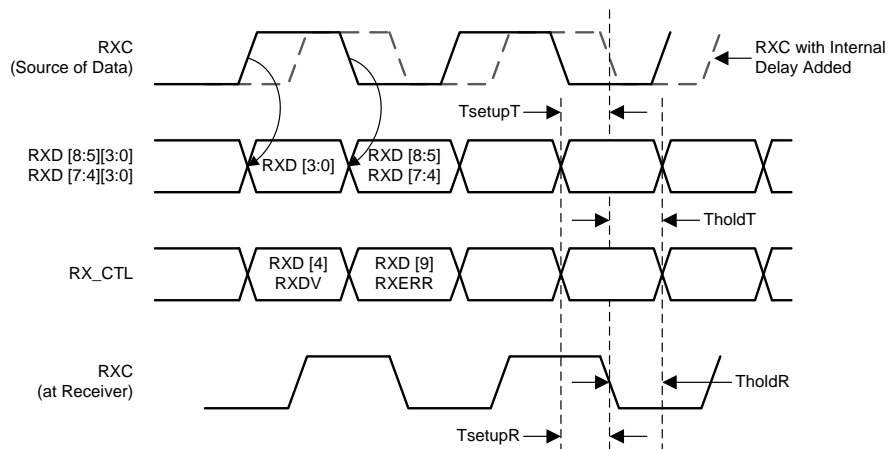 RXC
(Source of Data)
RXC with Internal
Delay Added
TsetupT
RXD [8:5][3:0]
RXD [7:4][3:0]
RXD [3:0]
RXD [8:5]
RXD [7:4]
TholdT
RX_CTL
RXD [4]
RXDV
RXD [9]
RXERR
RXC
(at Receiver)
TholdR
TsetupR